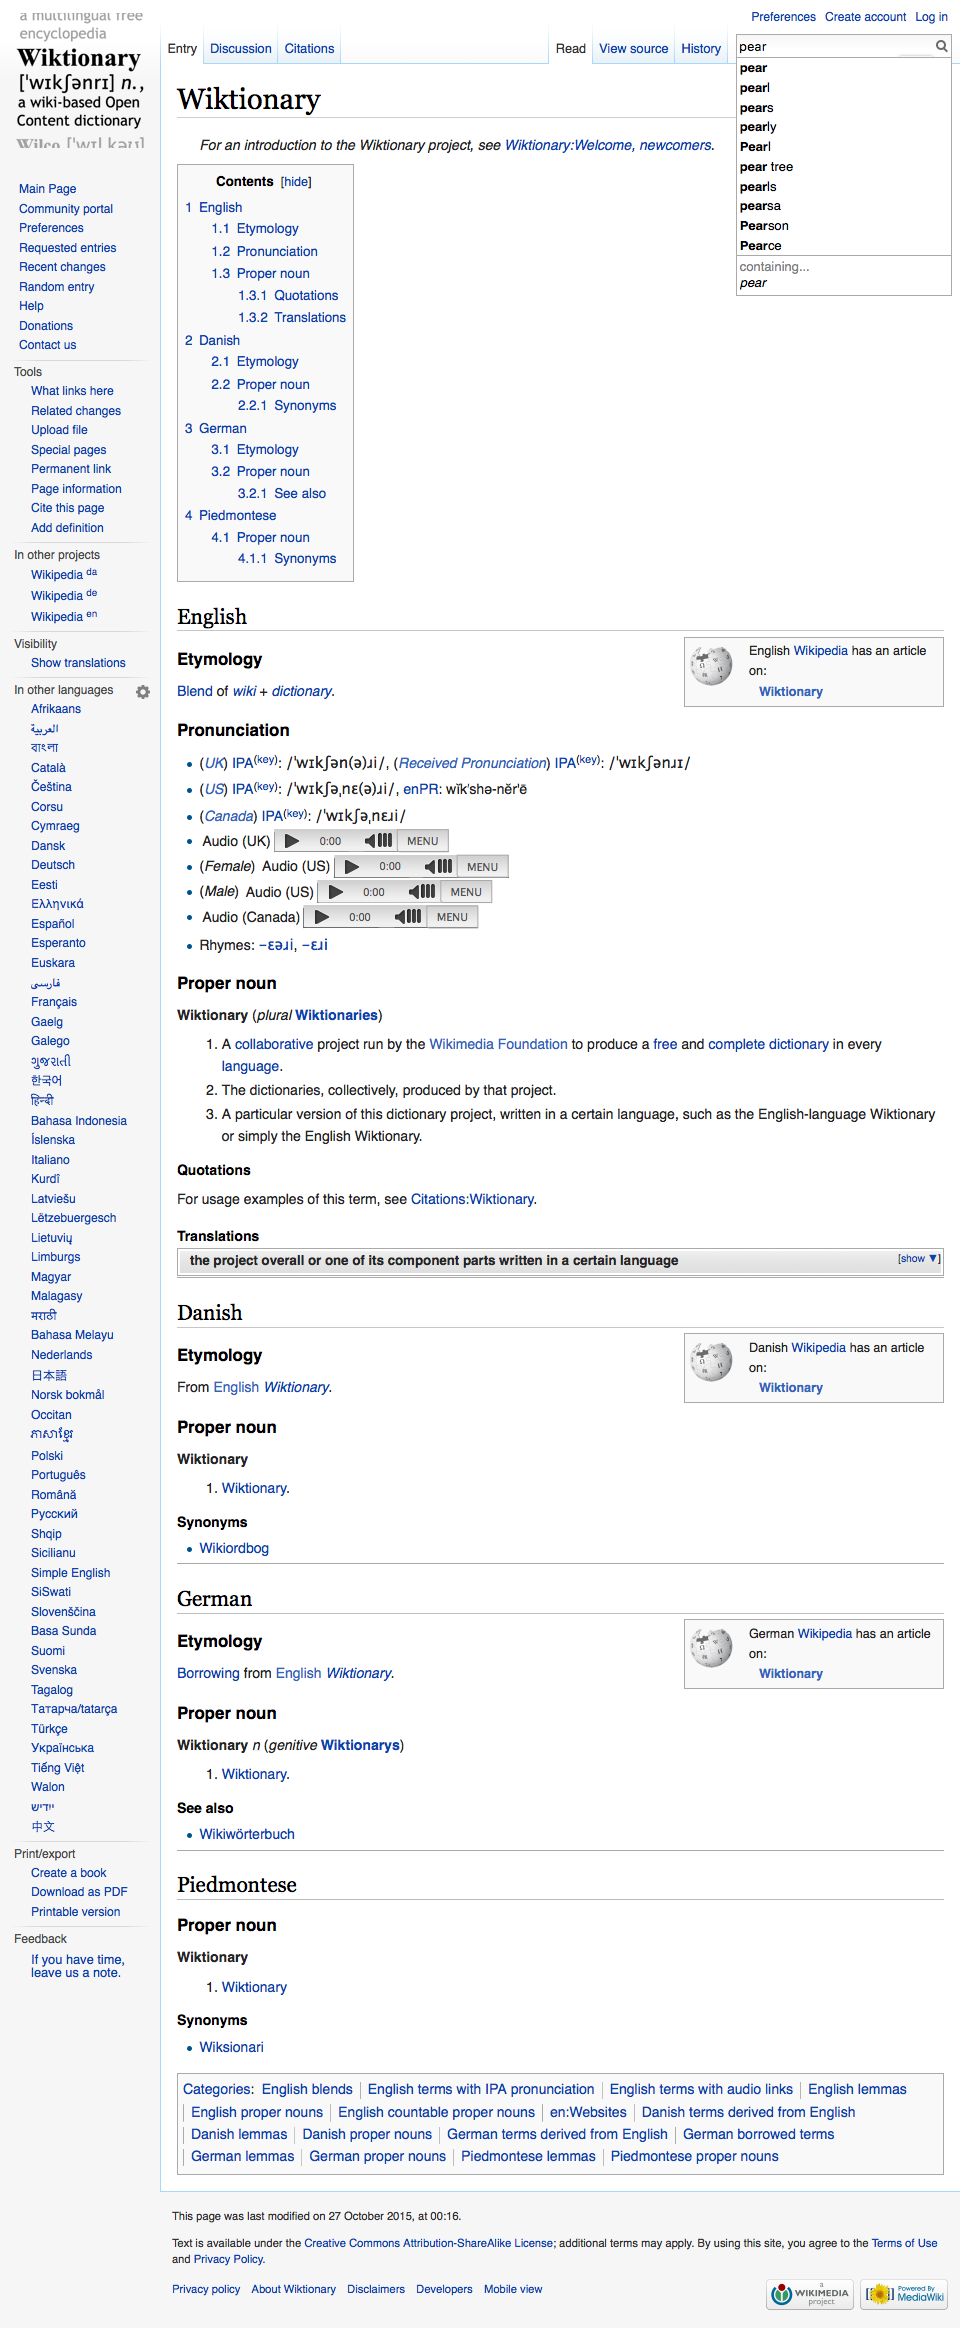 a multilingual free
encyclopedia
Wiktionary
['wɪkʃənrɪ] n.,
a wiki-based Open
Content dictionary
Wilco ['wɪl kəʊ]
Preferences Create account Log in
Entry Discussion Citations Read View source History
pear
pear
pearl
pears
pearly
Pearl
pear tree
pearls
pearsa
Pearson
Pearce
containing...
pear
Main Page
Community portal
Preferences
Requested entries
Recent changes
Random entry
Help
Donations
Contact us
Tools
What links here
Related changes
Upload file
Special pages
Permanent link
Page information
Cite this page
Add definition
In other projects
Wikipedia da
Wikipedia de
Wikipedia en
Visibility
Show translations
In other languages
Afrikaans
العربية
বাংলা
Català
Čeština
Corsu
Cymraeg
Dansk
Deutsch
Eesti
Ελληνικά
Español
Esperanto
Euskara
فارسی
Français
Gaeilge
Galego
ગુજરાતી
한국어
हिन्दी
Bahasa Indonesia
Íslenska
Italiano
Kurdî
Latviešu
Lëtzebuergesch
Lietuvių
Limburgs
Magyar
Malagasy
मराठी
Bahasa Melayu
Nederlands
日本語
Norsk bokmål
Occitan
ភាសាខ្មែរ
Polski
Português
Română
Русский
Shqip
Sicilianu
Simple English
SiSwati
Slovenščina
Basa Sunda
Suomi
Svenska
Tagalog
Татарча/tatarça
Türkçe
Українська
Tiếng Việt
Walon
ייִדיש
中文
Print/export
Create a book
Download as PDF
Printable version
Feedback
If you have time,
leave us a note.
Wiktionary
For an introduction to the Wiktionary project, see Wiktionary:Welcome, newcomers.
Contents [hide]
1 English
1.1 Etymology
1.2 Pronunciation
1.3 Proper noun
1.3.1 Quotations
1.3.2 Translations
2 Danish
2.1 Etymology
2.2 Proper noun
2.2.1 Synonyms
3 German
3.1 Etymology
3.2 Proper noun
3.2.1 See also
4 Piedmontese
4.1 Proper noun
4.1.1 Synonyms
English
Etymology
Blend of wiki + dictionary.
English Wikipedia has an article
on:
Wiktionary
Pronunciation
• (UK) IPA(key): /ˈwɪkʃən(ə)ɹi/, (Received Pronunciation) IPA(key): /ˈwɪkʃənɹɪ/
• (US) IPA(key): /ˈwɪkʃəˌnɛ(ə)ɹi/, enPR: wĭkʹshə-nĕrʹē
• (Canada) IPA(key): /ˈwɪkʃəˌnɛɹi/
• Audio (UK) 0:00 MENU
• (Female) Audio (US) 0:00 MENU
• (Male) Audio (US) 0:00 MENU
• Audio (Canada) 0:00 MENU
• Rhymes: -ɛəɹi, -ɛɹi
Proper noun
Wiktionary (plural Wiktionaries)
1. A collaborative project run by the Wikimedia Foundation to produce a free and complete dictionary in every
language.
2. The dictionaries, collectively, produced by that project.
3. A particular version of this dictionary project, written in a certain language, such as the English-language Wiktionary
or simply the English Wiktionary.
Quotations
For usage examples of this term, see Citations:Wiktionary.
Translations
the project overall or one of its component parts written in a certain language [show ▼]
Danish
Etymology
From English Wiktionary.
Danish Wikipedia has an article
on:
Wiktionary
Proper noun
Wiktionary
1. Wiktionary.
Synonyms
• Wikiordbog
German
Etymology
Borrowing from English Wiktionary.
German Wikipedia has an article
on:
Wiktionary
Proper noun
Wiktionary n (genitive Wiktionarys)
1. Wiktionary.
See also
• Wikiwörterbuch
Piedmontese
Proper noun
Wiktionary
1. Wiktionary
Synonyms
• Wiksionari
Categories: English blends | English terms with IPA pronunciation | English terms with audio links | English lemmas
| English proper nouns | English countable proper nouns | en:Websites | Danish terms derived from English
| Danish lemmas | Danish proper nouns | German terms derived from English | German borrowed terms
| German lemmas | German proper nouns | Piedmontese lemmas | Piedmontese proper nouns
This page was last modified on 27 October 2015, at 00:16.
Text is available under the Creative Commons Attribution-ShareAlike License; additional terms may apply. By using this site, you agree to the Terms of Use
and Privacy Policy.
Privacy policy About Wiktionary Disclaimers Developers Mobile view
a
WIKIMEDIA
project
Powered By
MediaWiki